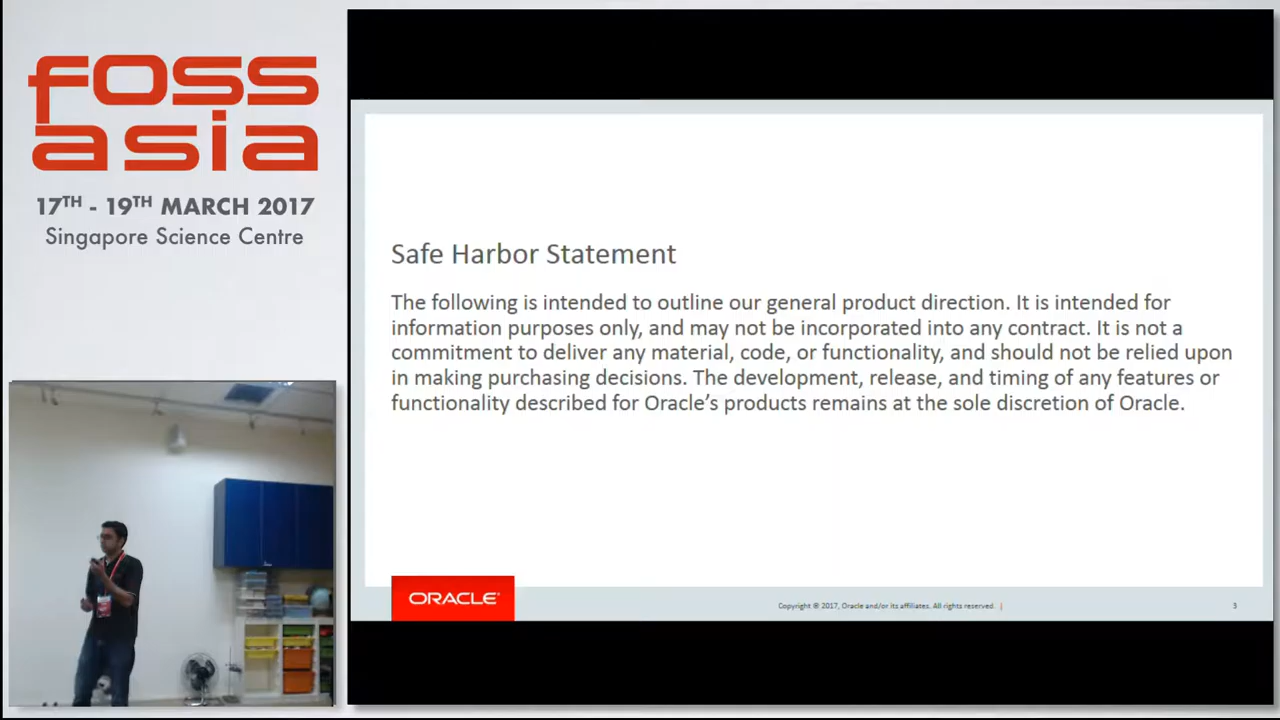 foss
asia
17TH - 19TH MARCH 2017
Singapore Science Centre
Safe Harbor Statement
The following is intended to outline our general product direction. It is intended for
information purposes only, and may not be incorporated into any contract. It is not a
commitment to deliver any material, code, or functionality, and should not be relied upon
in making purchasing decisions. The development, release, and timing of any features or
functionality described for Oracle’s products remains at the sole discretion of Oracle.
ORACLE®
Copyright © 2017, Oracle and/or its affiliates. All rights reserved. |
3